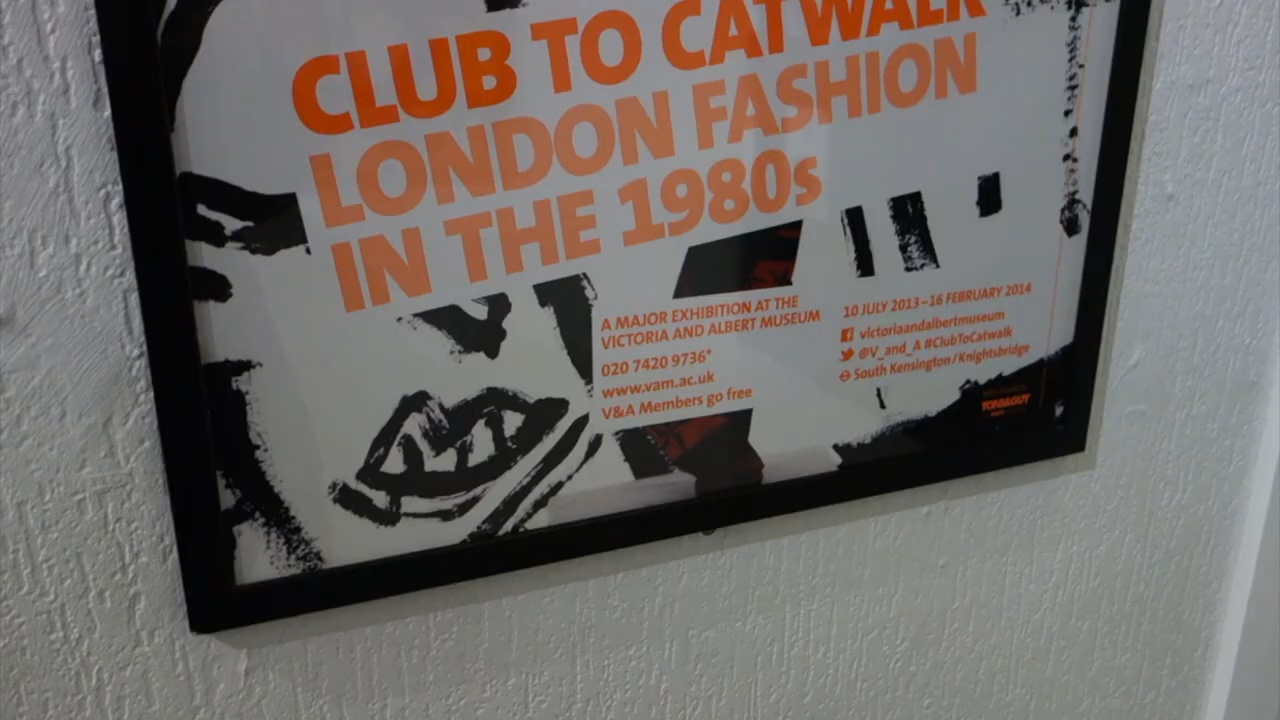 CLUB TO CATWALK
LONDON FASHION
IN THE 1980s
A MAJOR EXHIBITION AT THE
VICTORIA AND ALBERT MUSEUM
020 7420 9736*
www.vam.ac.uk
V&A Members go free
10 JULY 2013–16 FEBRUARY 2014
victoriaandalbertmuseum
@V_and_A #ClubToCatwalk
South Kensington/Knightsbridge
TONI&GUY